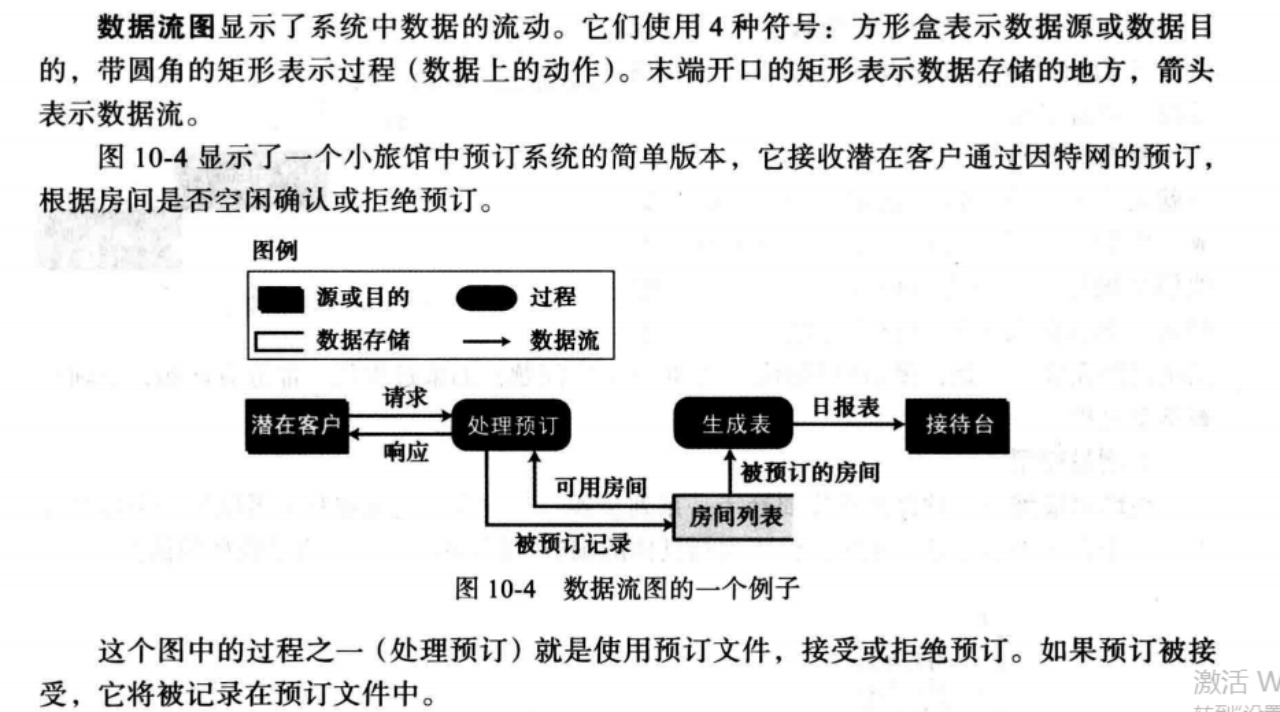 数据流图显示了系统中数据的流动。它们使用 4 种符号：方形盒表示数据源或数据目
的，带圆角的矩形表示过程（数据上的动作）。末端开口的矩形表示数据存储的地方，箭头
表示数据流。
图 10-4 显示了一个小旅馆中预订系统的简单版本，它接收潜在客户通过因特网的预订，
根据房间是否空闲确认或拒绝预订。
图例
源或目的 过程
数据存储 数据流
请求 日报表
潜在客户 处理预订 生成表 接待台
响应
被预订的房间
可用房间
房间列表
被预订记录
图 10-4 数据流图的一个例子
这个图中的过程之一（处理预订）就是使用预订文件，接受或拒绝预订。如果预订被接
受，它将被记录在预订文件中。
激活 W